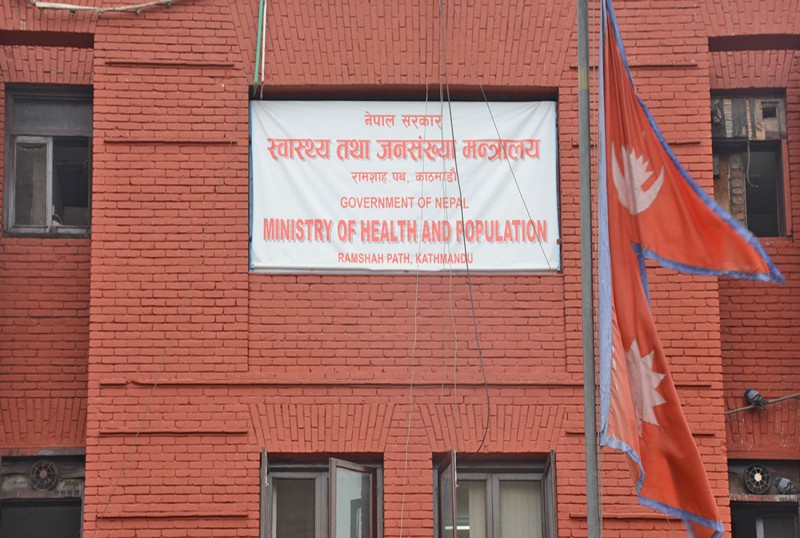 नेपाल सरकार
स्वास्थ्य तथा जनसंख्या मन्त्रालय
रामशाह पथ, काठमाडौं
GOVERNMENT OF NEPAL
MINISTRY OF HEALTH AND POPULATION
RAMSHAH PATH, KATHMANDU